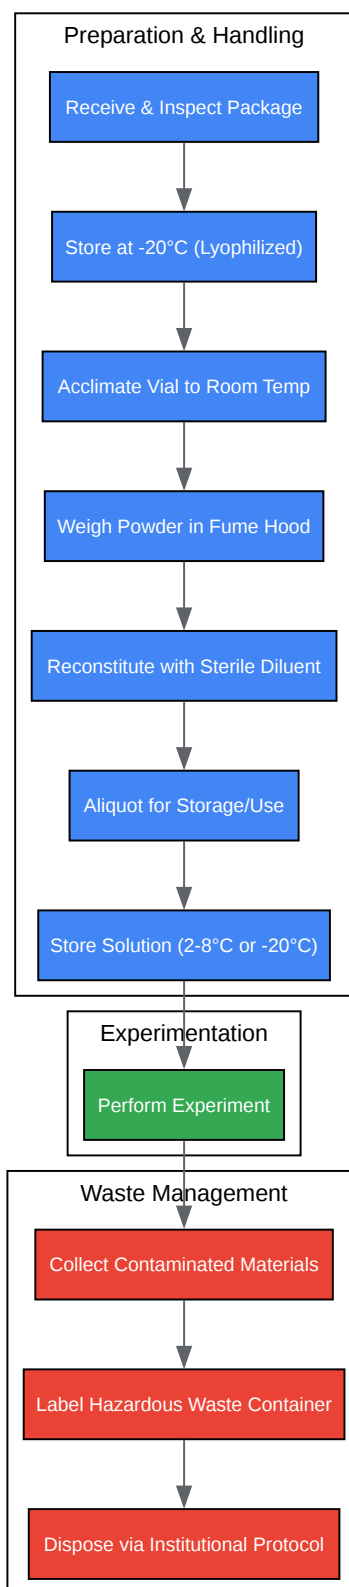 Preparation & Handling
Receive & Inspect Package
Store at -20°C (Lyophilized)
Acclimate Vial to Room Temp
Weigh Powder in Fume Hood
Reconstitute with Sterile Diluent
Aliquot for Storage/Use
Store Solution (2-8°C or -20°C)
Experimentation
Perform Experiment
Waste Management
Collect Contaminated Materials
Label Hazardous Waste Container
Dispose via Institutional Protocol